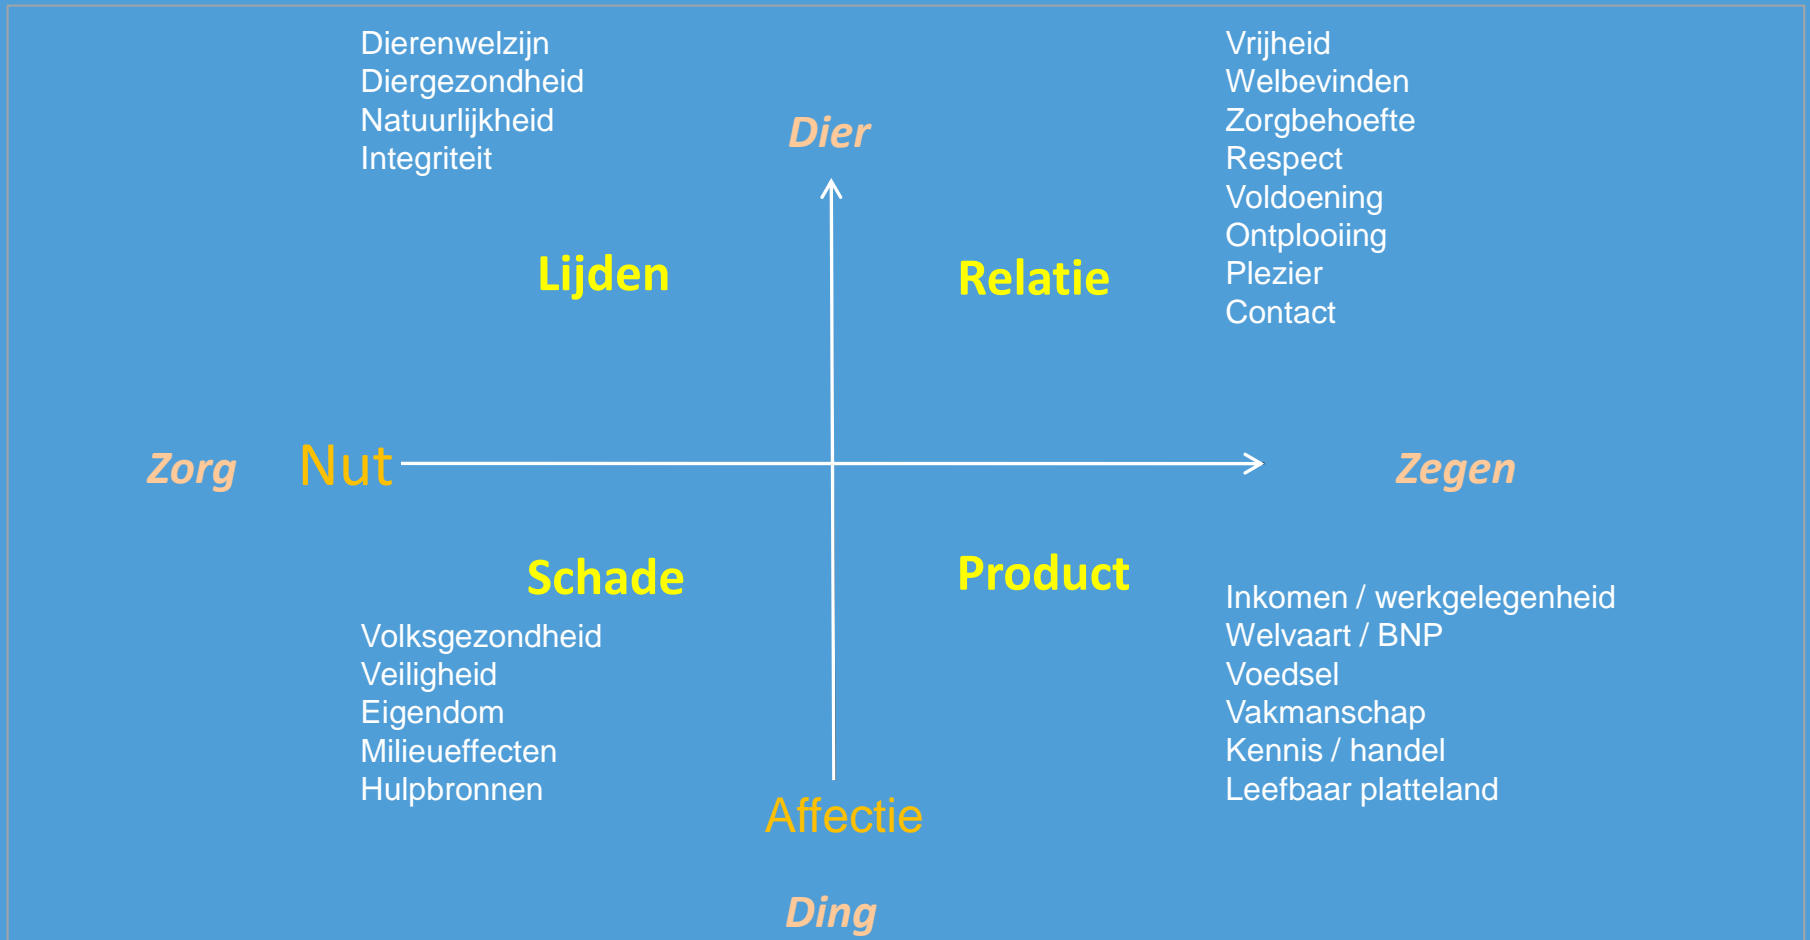 Dierenwelzijn
Diergezondheid
Natuurlijkheid
Integriteit
Dier
Vrijheid
Welbevinden
Zorgbehoefte
Respect
Voldoening
Ontplooiing
Plezier
Contact
Lijden
Relatie
Zorg
Nut
Zegen
Schade
Product
Volksgezondheid
Veiligheid
Eigendom
Milieueffecten
Hulpbronnen
Inkomen / werkgelegenheid
Welvaart / BNP
Voedsel
Vakmanschap
Kennis / handel
Leefbaar platteland
Affectie
Ding